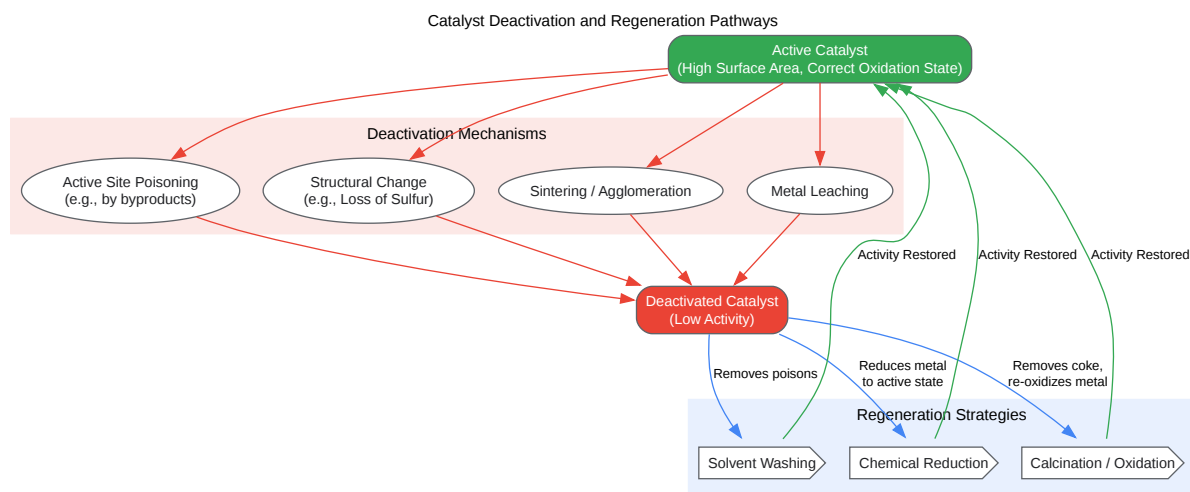 Catalyst Deactivation and Regeneration Pathways
Active Catalyst
(High Surface Area, Correct Oxidation State)
Deactivation Mechanisms
Active Site Poisoning
(e.g., by byproducts)
Structural Change
(e.g., Loss of Sulfur)
Sintering / Agglomeration
Metal Leaching
Activity Restored
Activity Restored
Activity Restored
Deactivated Catalyst
(Low Activity)
Removes poisons
Reduces metal
to active state
Removes coke,
re-oxidizes metal
Regeneration Strategies
Solvent Washing
Chemical Reduction
Calcination / Oxidation